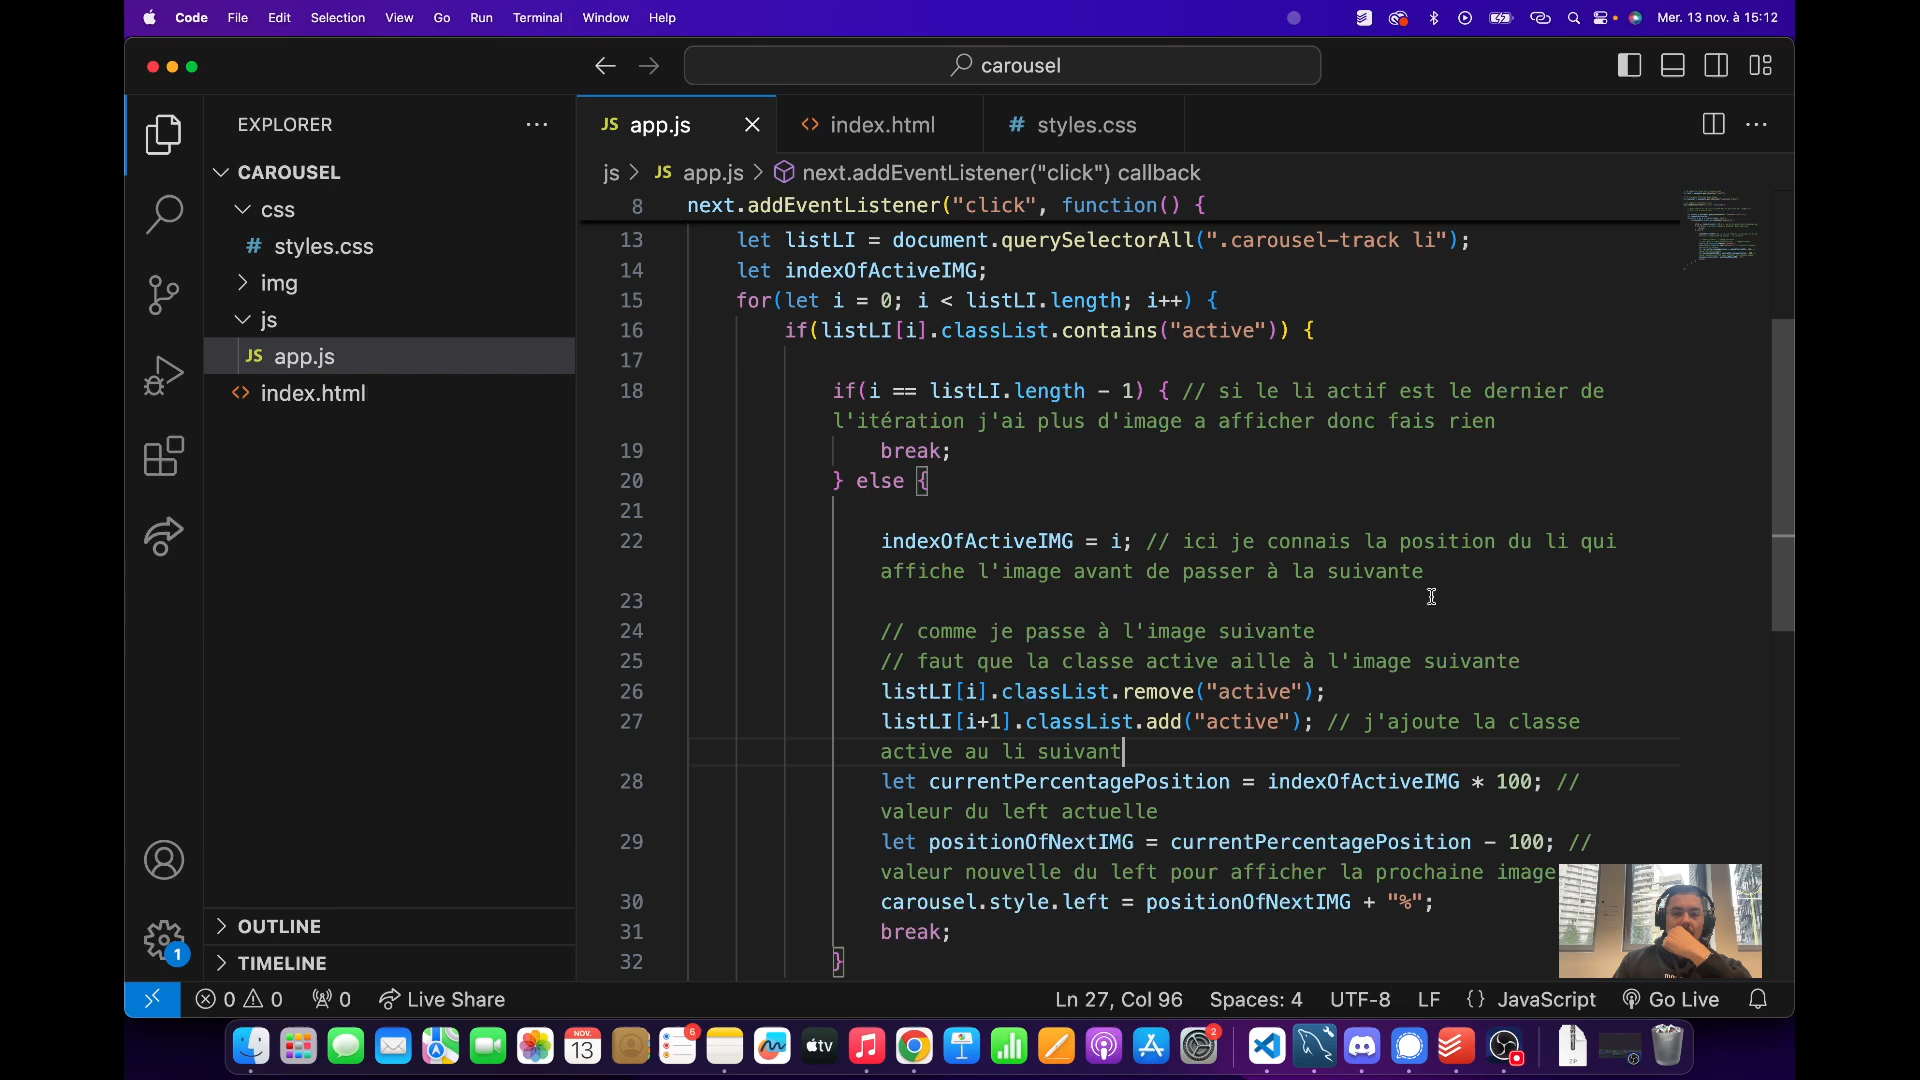 Code File Edit Selection View Go Run Terminal Window Help Mer. 13 nov. à 15:12
carousel
EXPLORER
CAROUSEL
css
# styles.css
img
js
JS app.js
<> index.html
OUTLINE
TIMELINE
JS app.js <> index.html # styles.css
js > JS app.js > next.addEventListener("click") callback
8 next.addEventListener("click", function() {
13 let listLI = document.querySelectorAll(".carousel-track li");
14 let indexOfActiveIMG;
15 for(let i = 0; i < listLI.length; i++) {
16 if(listLI[i].classList.contains("active")) {
17
18 if(i == listLI.length - 1) { // si le li actif est le dernier de
l'itération j'ai plus d'image a afficher donc fais rien
19 break;
20 } else {
21
22 indexOfActiveIMG = i; // ici je connais la position du li qui
affiche l'image avant de passer à la suivante
23
24 // comme je passe à l'image suivante
25 // faut que la classe active aille à l'image suivante
26 listLI[i].classList.remove("active");
27 listLI[i+1].classList.add("active"); // j'ajoute la classe
active au li suivant
28 let currentPercentagePosition = indexOfActiveIMG * 100; //
valeur du left actuelle
29 let positionOfNextIMG = currentPercentagePosition - 100; //
valeur nouvelle du left pour afficher la prochaine image
30 carousel.style.left = positionOfNextIMG + "%";
31 break;
32 }
1
0 0 0 Live Share Ln 27, Col 96 Spaces: 4 UTF-8 LF {} JavaScript Go Live
NOV.
13
6
tv
2
ZIP